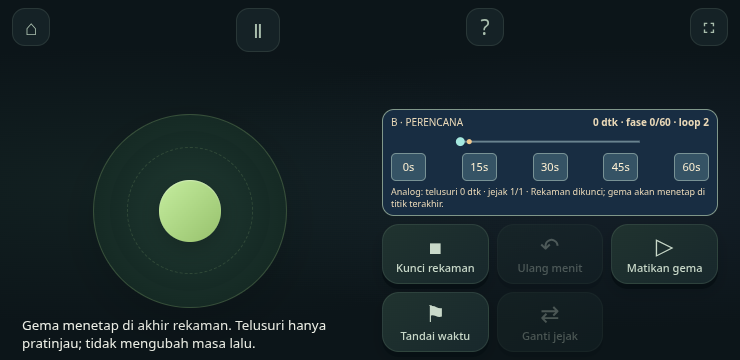 ?
B · PERENCANA
0 dtk · fase 0/60 · loop 2
0s 15s 30s 45s 60s
Analog: telusuri 0 dtk · jejak 1/1 · Rekaman dikunci; gema akan menetap di
titik terakhir.
Kunci rekaman
Ulang menit
Matikan gema
Tandai waktu
Ganti jejak
Gema menetap di akhir rekaman. Telusuri hanya
pratinjau; tidak mengubah masa lalu.